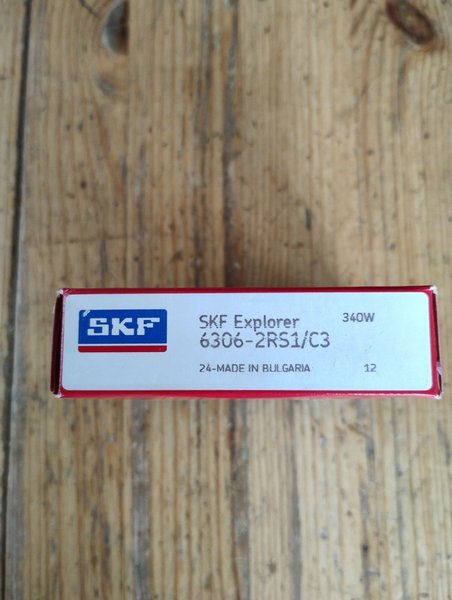 SKF
SKF Explorer
340W
6306-2RS1/C3
24-MADE IN BULGARIA
12